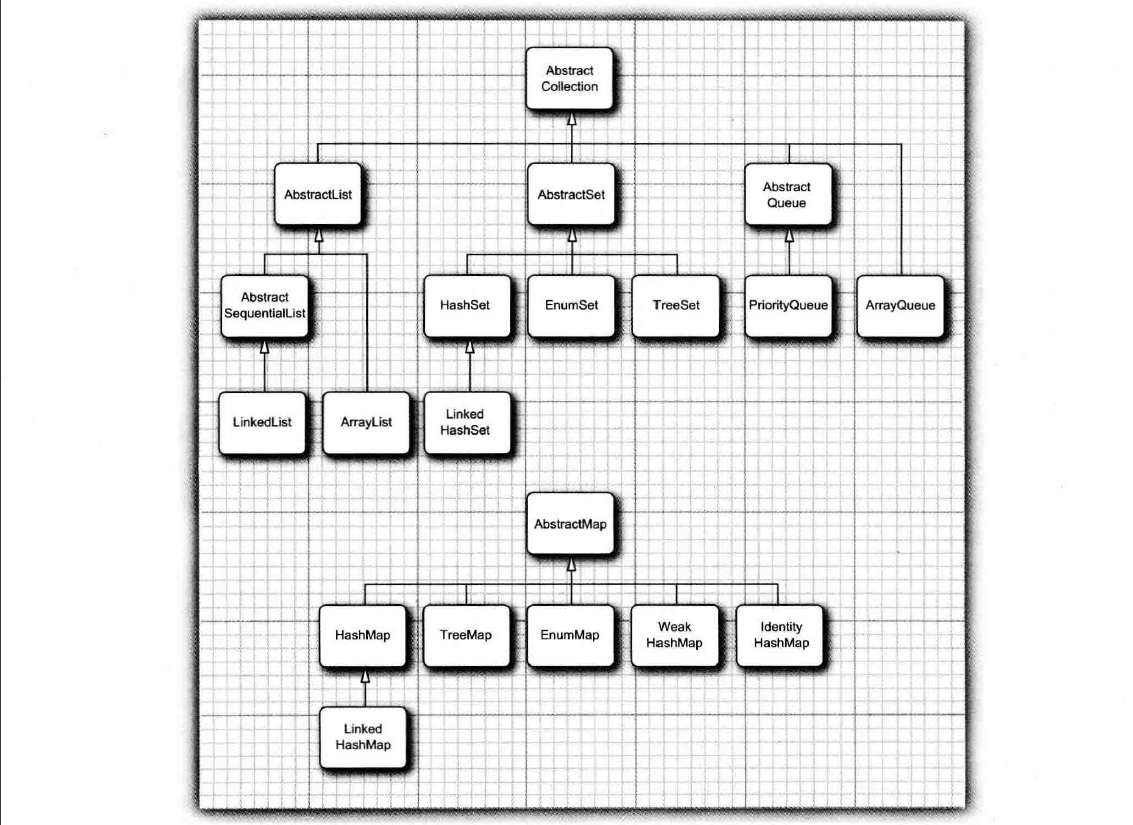 Abstract
Collection
AbstractList
AbstractSet
Abstract
Queue
Abstract
SequentialList
HashSet
EnumSet
TreeSet
PriorityQueue
ArrayQueue
LinkedList
ArrayList
Linked
HashSet
AbstractMap
HashMap
TreeMap
EnumMap
Weak
HashMap
Identity
HashMap
Linked
HashMap